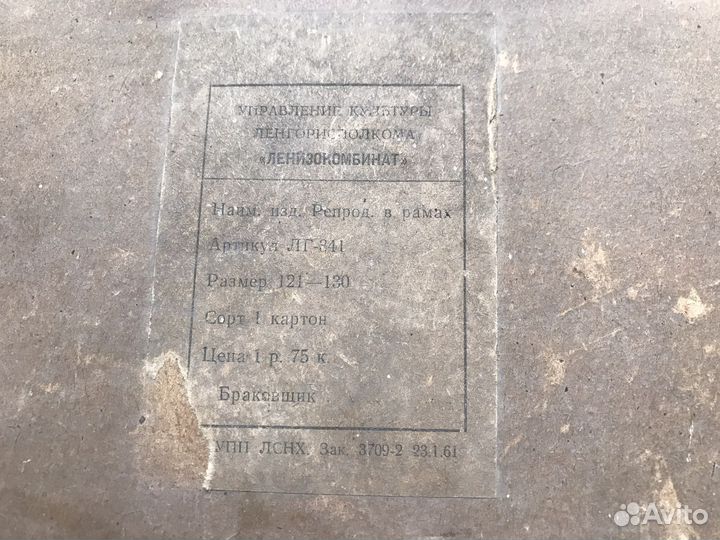 УПРАВЛЕНИЕ КУЛЬТУРЫ
ЛЕНГОРИСПОЛКОМА
«ЛЕНИЗОКОМБИНАТ»
Наим. изд. Репрод. в рамах
Артикул ЛГ-341
Размер 121—130
Сорт 1 картон
Цена 1 р. 75 к.
Браковщик
УПП ЛСНХ. Зак. 3709-2 23.1.61
Avito